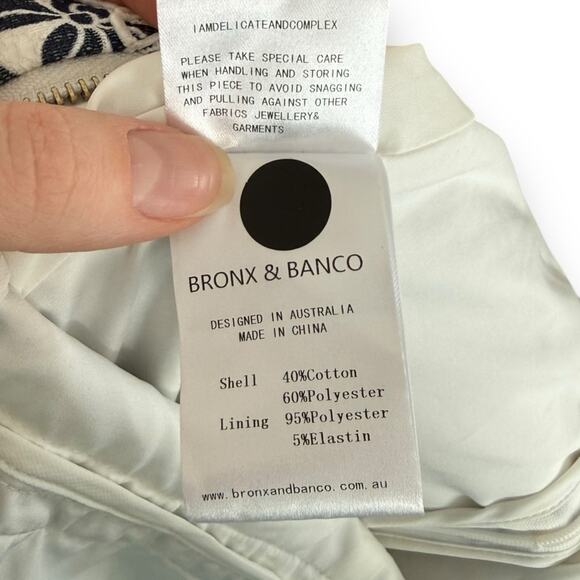 IAMDELICATEANDCOMPLEX
PLEASE TAKE SPECIAL CARE
WHEN HANDLING AND STORING
THIS PIECE TO AVOID SNAGGING
AND PULLING AGAINST OTHER
FABRICS JEWELLERY&
GARMENTS
BRONX & BANCO
DESIGNED IN AUSTRALIA
MADE IN CHINA
Shell 40%Cotton
60%Polyester
Lining 95%Polyester
5%Elastin
www.bronxandbanco.com.au